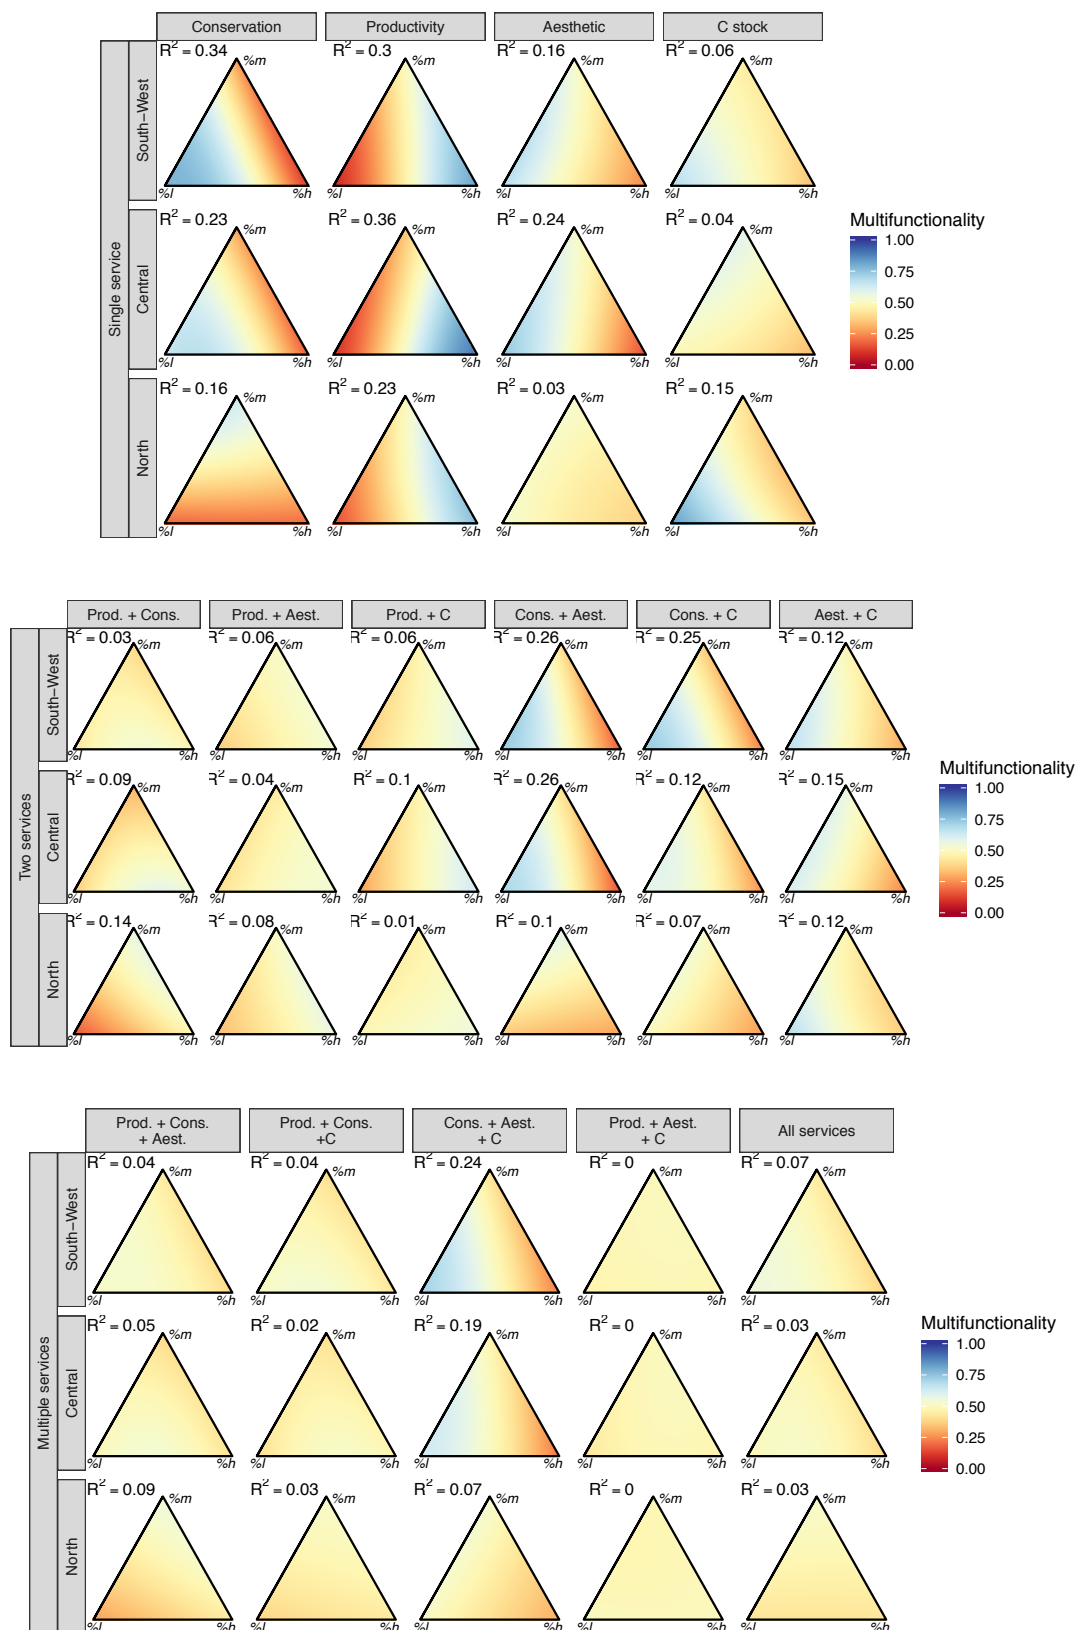 Conservation Productivity Aesthetic C stock
Single service
South−West
R² = 0.34 R² = 0.3 R² = 0.16 R² = 0.06
%m %m %m %m
%l %h %l %h %l %h %l %h
Central
R² = 0.23 R² = 0.36 R² = 0.24 R² = 0.04
%m %m %m %m
%l %h %l %h %l %h %l %h
North
R² = 0.16 R² = 0.23 R² = 0.03 R² = 0.15
%m %m %m %m
%l %h %l %h %l %h %l %h
Multifunctionality
1.00
0.75
0.50
0.25
0.00
Prod. + Cons. Prod. + Aest. Prod. + C Cons. + Aest. Cons. + C Aest. + C
Two services
South−West
R² = 0.03 R² = 0.06 R² = 0.06 R² = 0.26 R² = 0.25 R² = 0.12
%m %m %m %m %m %m
%l %h %l %h %l %h %l %h %l %h %l %h
Central
R² = 0.09 R² = 0.04 R² = 0.1 R² = 0.26 R² = 0.12 R² = 0.15
%m %m %m %m %m %m
%l %h %l %h %l %h %l %h %l %h %l %h
North
R² = 0.14 R² = 0.08 R² = 0.01 R² = 0.1 R² = 0.07 R² = 0.12
%m %m %m %m %m %m
%l %h %l %h %l %h %l %h %l %h %l %h
Multifunctionality
1.00
0.75
0.50
0.25
0.00
Prod. + Cons. Prod. + Cons. Cons. + Aest. Prod. + Aest. All services
+ Aest. +C + C + C
Multiple services
South−West
R² = 0.04 R² = 0.04 R² = 0.24 R² = 0 R² = 0.07
%m %m %m %m %m
%l %h %l %h %l %h %l %h %l %h
Central
R² = 0.05 R² = 0.02 R² = 0.19 R² = 0 R² = 0.03
%m %m %m %m %m
%l %h %l %h %l %h %l %h %l %h
North
R² = 0.09 R² = 0.03 R² = 0.07 R² = 0 R² = 0.03
%m %m %m %m %m
%l %h %l %h %l %h %l %h %l %h
Multifunctionality
1.00
0.75
0.50
0.25
0.00